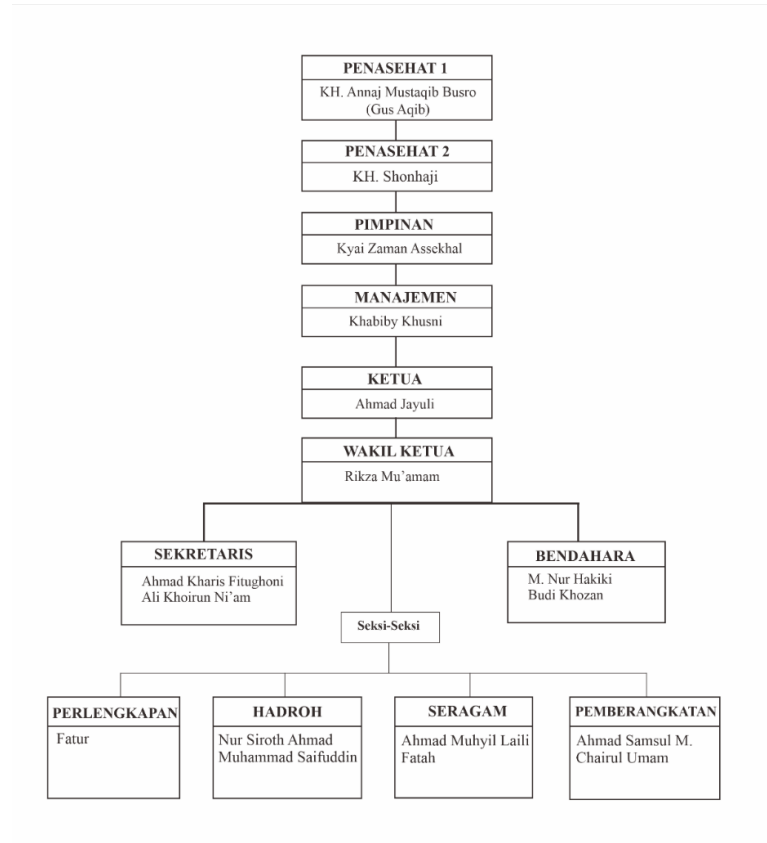 PENASEHAT 1
KH. Annaj Mustaqib Busro
(Gus Aqib)
PENASEHAT 2
KH. Shonhaji
PIMPINAN
Kyai Zaman Assekhal
MANAJEMEN
Khabiby Khusni
KETUA
Ahmad Jayuli
WAKIL KETUA
Rikza Mu’amam
SEKRETARIS
Ahmad Kharis Fitughoni
Ali Khoirun Ni’am
BENDAHARA
M. Nur Hakiki
Budi Khozan
Seksi-Seksi
PERLENGKAPAN
Fatur
HADROH
Nur Siroth Ahmad
Muhammad Saifuddin
SERAGAM
Ahmad Muhyil Laili
Fatah
PEMBERANGKATAN
Ahmad Samsul M.
Chairul Umam